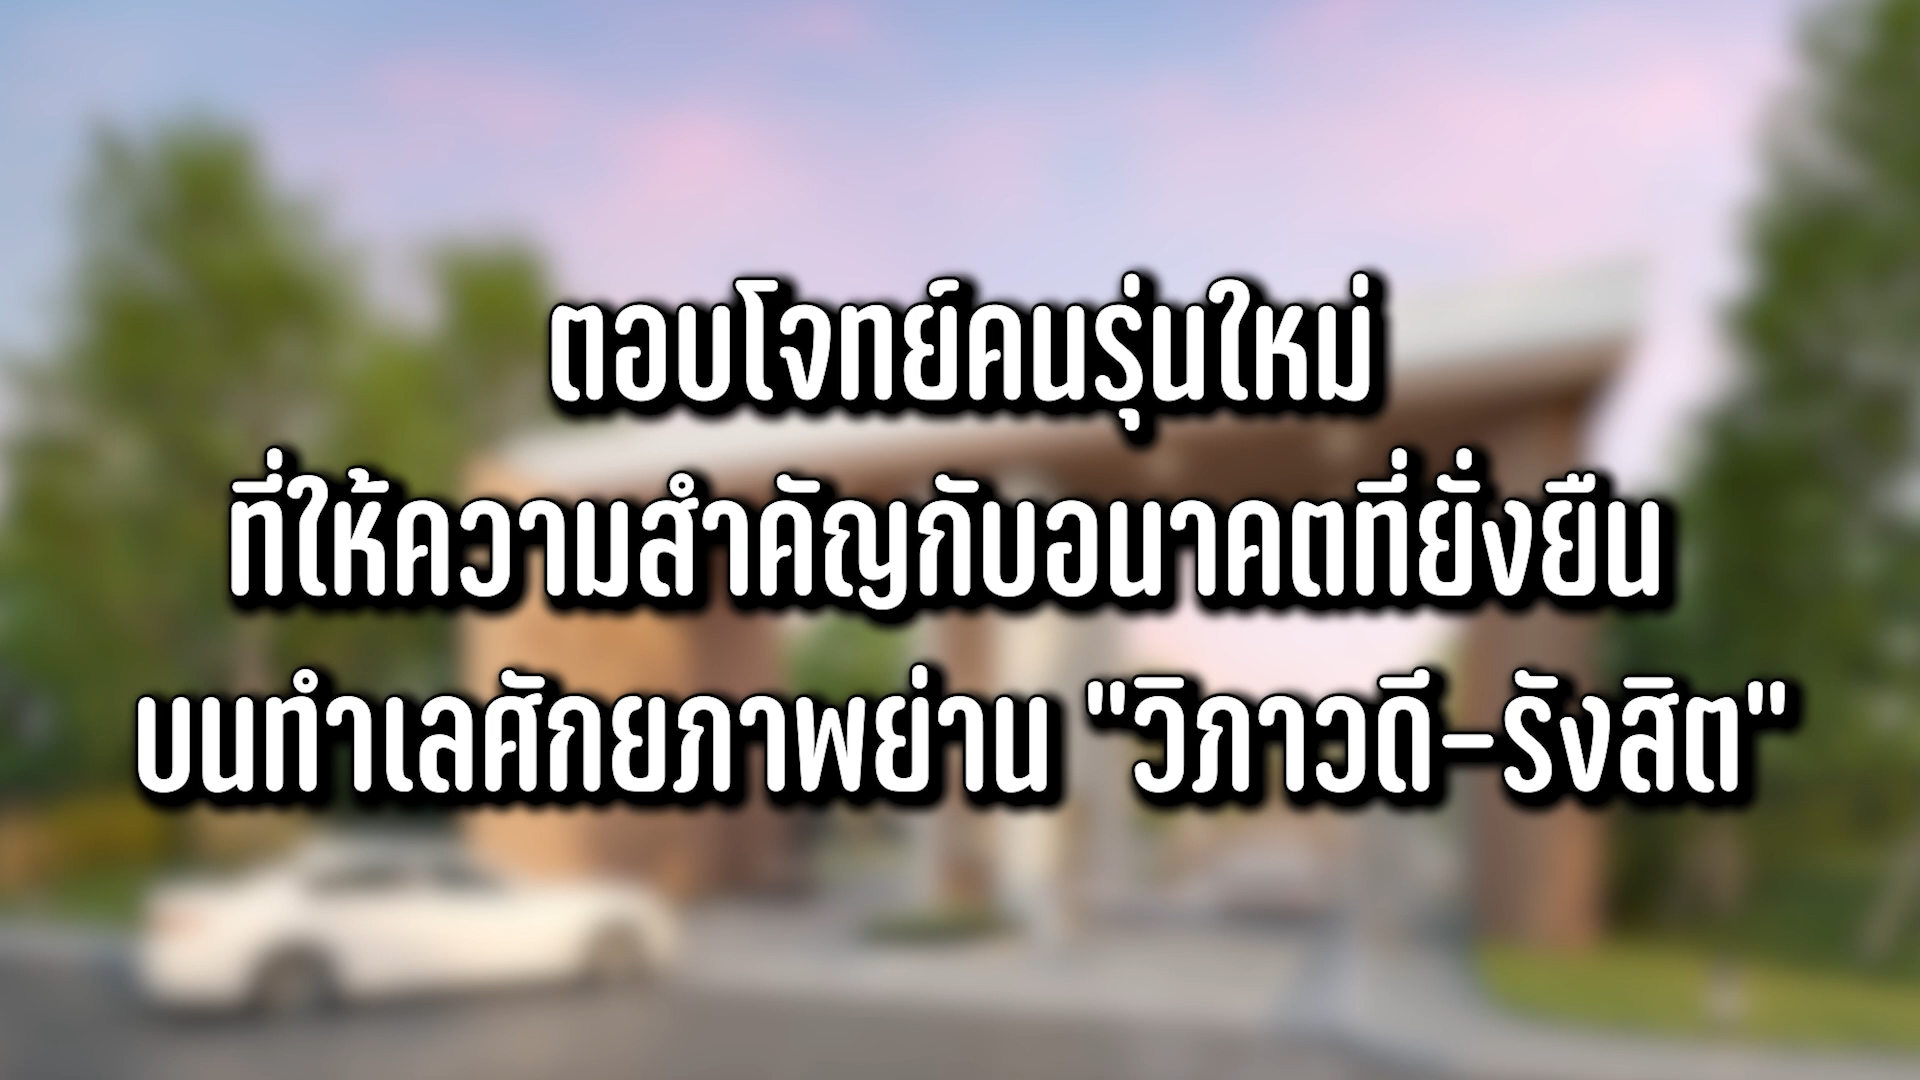 ตอบโจทย์คนรุ่นใหม่
ที่ให้ความสำคัญกับอนาคตที่ยั่งยืน
บนทำเลศักยภาพย่าน "วิภาวดี-รังสิต"